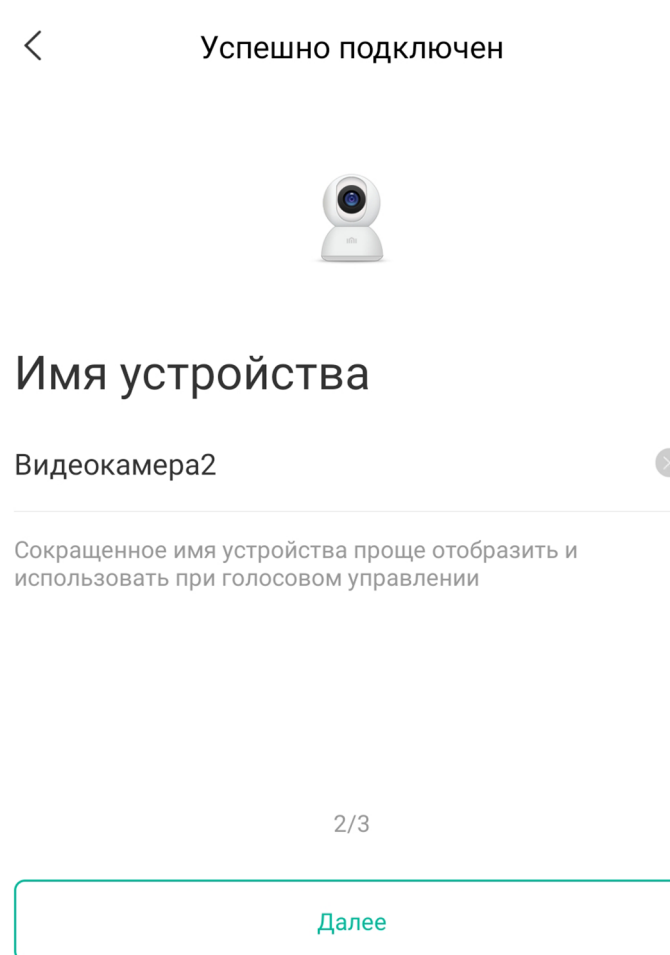 Успешно подключен
Имя устройства
Видеокамера2
Сокращенное имя устройства проще отобразить и
использовать при голосовом управлении
2/3
Далее